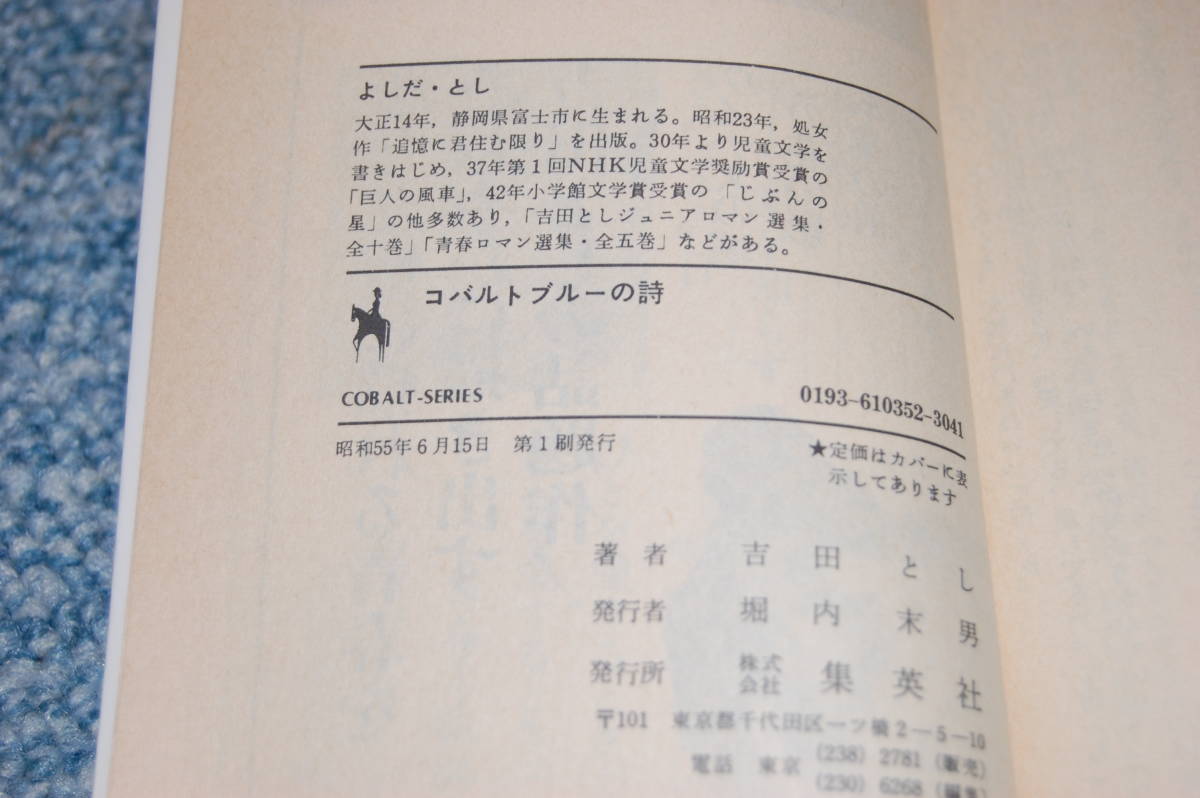 よしだ・とし
大正14年，静岡県富士市に生まれる。昭和23年，処女
作「追憶に君住む限り」を出版。30年より児童文学を
書きはじめ，37年第1回NHK児童文学奨励賞受賞の
「巨人の風車」，42年小学館文学賞受賞の「じぶんの
星」の他多数あり，「吉田としジュニアロマン選集・
全十巻」「青春ロマン選集・全五巻」などがある。
コバルトブルーの詩
COBALT-SERIES
0193-610352-3041
昭和55年6月15日　第1刷発行
★定価はカバーに表
示してあります
著者　吉田とし
発行者　堀内末男
発行所　株式会社　集英社
〒101　東京都千代田区一ツ橋2－5－10
電話　東京　(238) 2781 (販売)
(230) 6268 (編集)